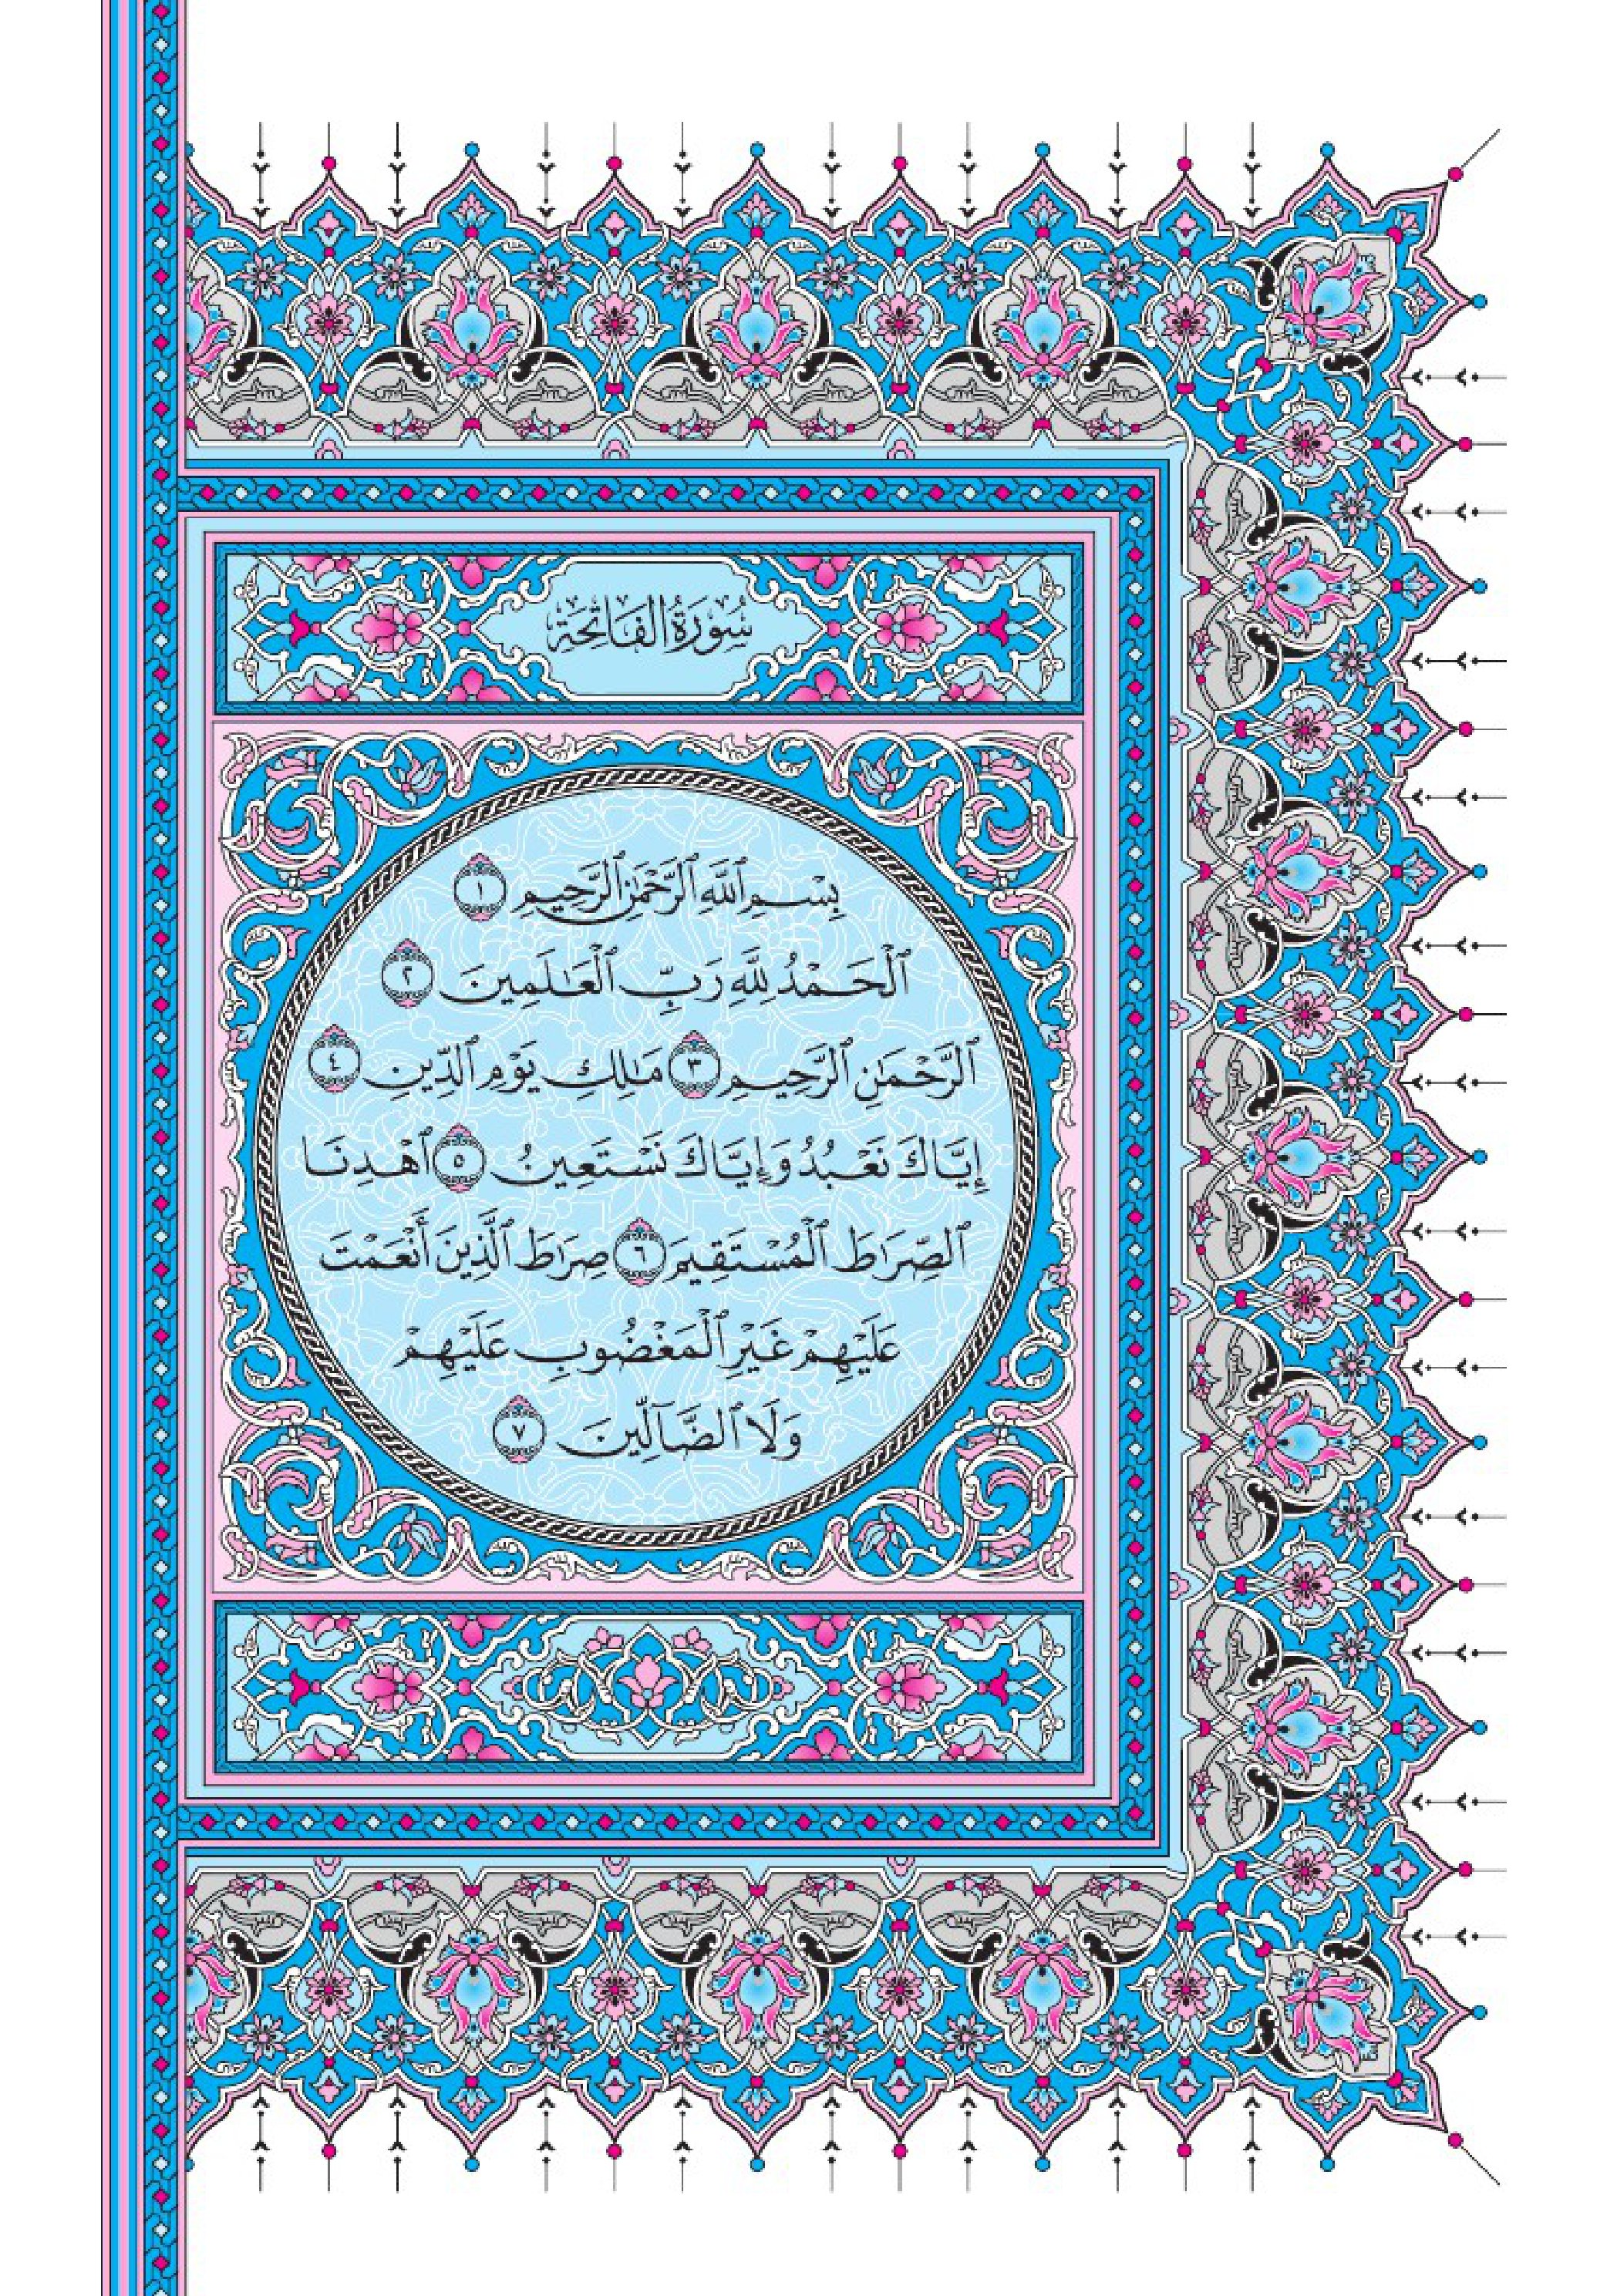 سُورَةُ الفَاتِحَةِ
بِسْمِ ٱللَّهِ ٱلرَّحْمَٰنِ ٱلرَّحِيمِ ١
ٱلْحَمْدُ لِلَّهِ رَبِّ ٱلْعَٰلَمِينَ ٢
ٱلرَّحْمَٰنِ ٱلرَّحِيمِ ٣ مَٰلِكِ يَوْمِ ٱلدِّينِ ٤
إِيَّاكَ نَعْبُدُ وَإِيَّاكَ نَسْتَعِينُ ٥ ٱهْدِنَا
ٱلصِّرَٰطَ ٱلْمُسْتَقِيمَ ٦ صِرَٰطَ ٱلَّذِينَ أَنْعَمْتَ
عَلَيْهِمْ غَيْرِ ٱلْمَغْضُوبِ عَلَيْهِمْ
وَلَا ٱلضَّآلِّينَ ٧